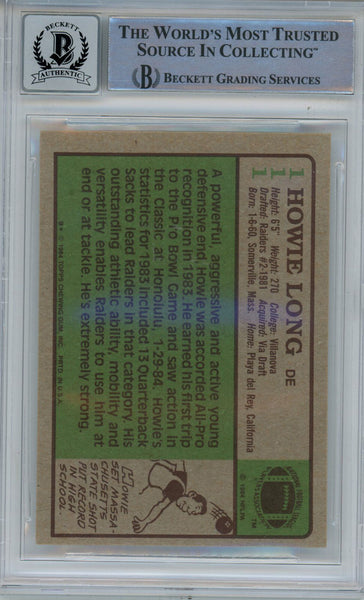 BECKETT
AUTHENTIC
THE WORLD'S MOST TRUSTED
SOURCE IN COLLECTING™
B BECKETT GRADING SERVICES
111
HOWIE LONG DE
Height: 6'5" Weight: 270 College: Villanova
Drafted: Raiders #2-1981 Acquired: Via Draft
Born: 1-6-60, Somerville, Mass. Home: Playa del Rey, California
A powerful, aggressive and active young
defensive end, Howie was accorded All-Pro
recognition in 1983. He earned his first trip
to the Pro Bowl Game and saw action in
the Classic at Honolulu, 1-29-84. Howie's
statistics for 1983 included 13 Quarterback
Sacks to lead Raiders in that category. His
outstanding athletic ability, mobility and
versatility enables Raiders to use him at
end or at tackle. He's extremely strong.
© 1984 TOPPS CHEWING GUM, INC. PRTD. IN U.S.A.
© 1984 NFLPA
TM
HOWIE
SET MASSA-
CHUSETTS
STATE SHOT
PUT RECORD
IN HIGH
SCHOOL